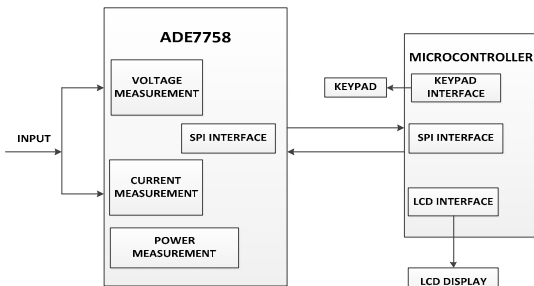 ADE7758
VOLTAGE
MEASUREMENT
SPI INTERFACE
INPUT
CURRENT
MEASUREMENT
POWER
MEASUREMENT
MICROCONTROLLER
KEYPAD
KEYPAD
INTERFACE
SPI INTERFACE
LCD INTERFACE
LCD DISPLAY